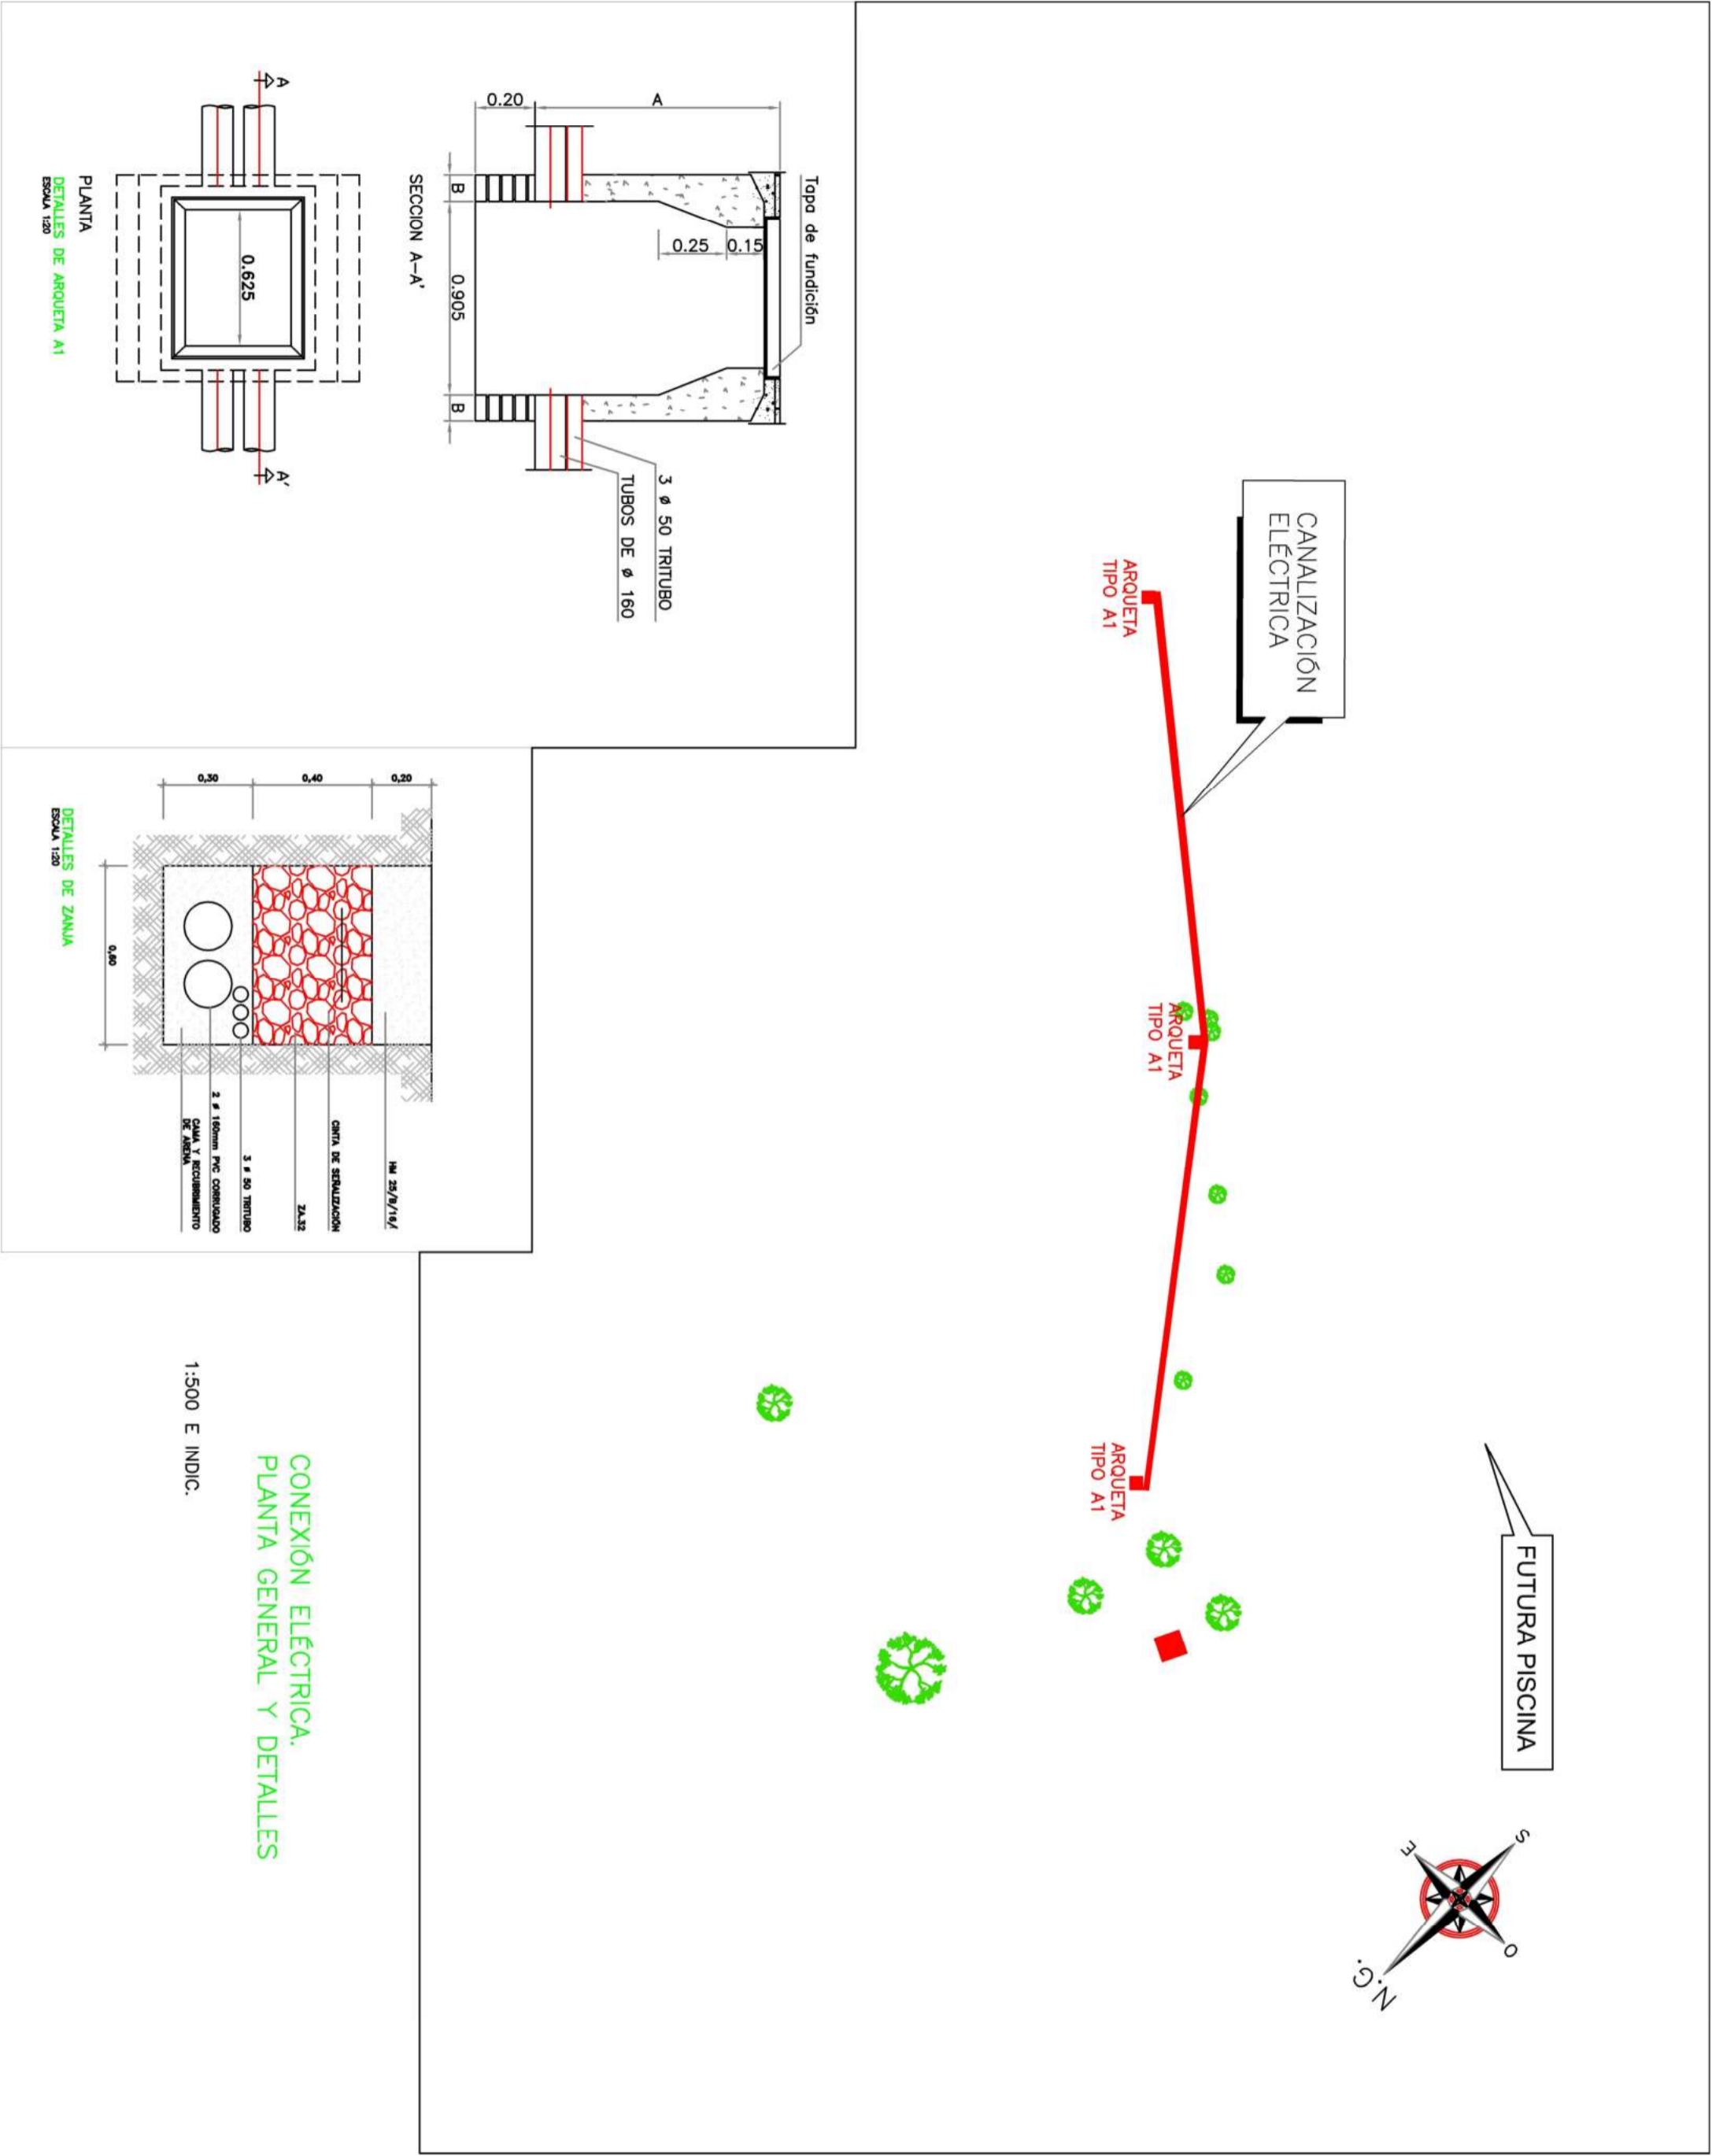 CANALIZACIÓN
ELÉCTRICA
FUTURA PISCINA
ARQUETA
TIPO A1
ARQUETA
TIPO A1
ARQUETA
TIPO A1
S
E
O
N.G.
Tapa de fundición
A
0.20
0.25
0.15
B
0.905
B
3 ø 50 TRITUBO
TUBOS DE ø 160
SECCION A-A'
A
A'
0.625
PLANTA
DETALLES DE ARQUETA A1
ESCALA 1:20
0,20
0,40
0,30
0,60
HM 25/B/16/
CINTA DE SEÑALIZACIÓN
ZA.32
3 ø 50 TRITUBO
2 ø 160mm PVC CORRUGADO
CAMA Y RECUBRIMIENTO
DE ARENA
DETALLES DE ZANJA
ESCALA 1:20
CONEXIÓN ELÉCTRICA.
PLANTA GENERAL Y DETALLES
1:500 E INDIC.